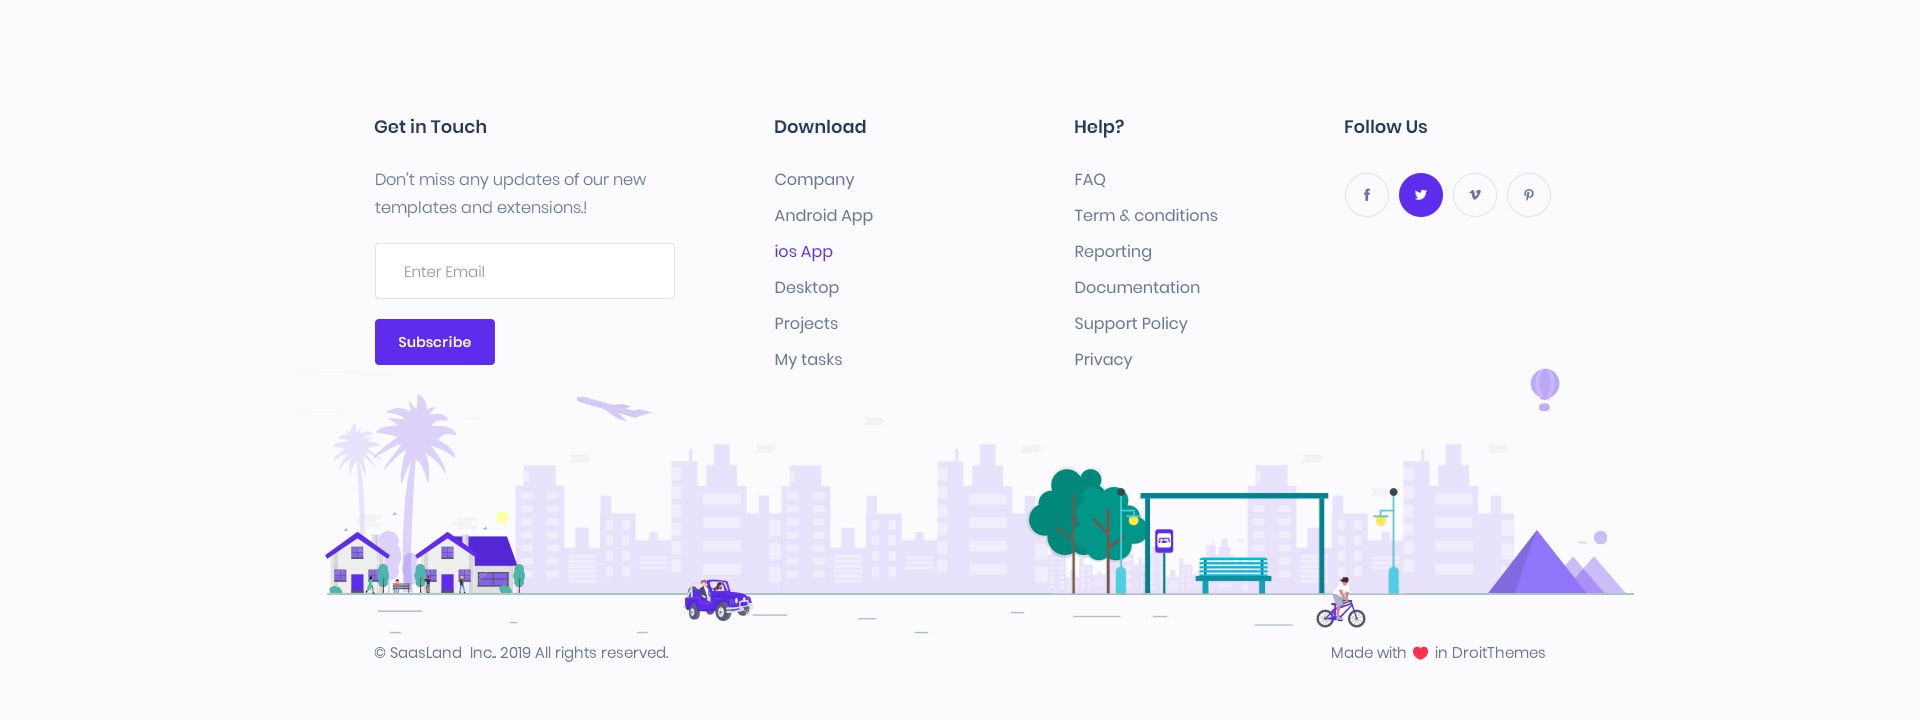 Get in Touch
Don't miss any updates of our new
templates and extensions.!
Enter Email
Subscribe
Download
Company
Android App
ios App
Desktop
Projects
My tasks
Help?
FAQ
Term & conditions
Reporting
Documentation
Support Policy
Privacy
Follow Us
© SaasLand  Inc.. 2019 All rights reserved.
Made with ❤ in DroitThemes